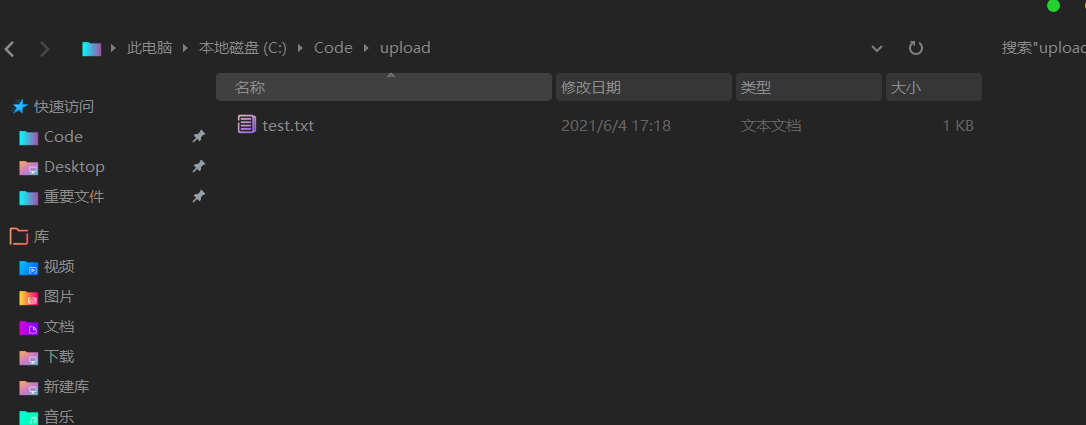 此电脑 本地磁盘 (C:) Code upload 搜索"upload
名称 修改日期 类型 大小
test.txt 2021/6/4 17:18 文本文档 1 KB
快速访问
Code
Desktop
重要文件
库
视频
图片
文档
下载
新建库
音乐